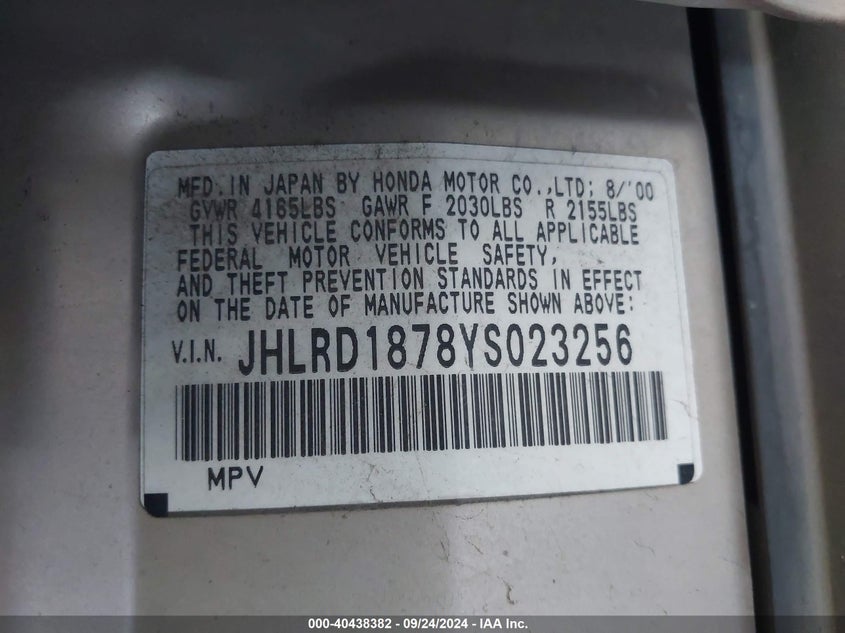 MFD. IN JAPAN BY HONDA MOTOR CO.,LTD; 8/'00
GVWR 4165LBS GAWR F 2030LBS R 2155LBS
THIS VEHICLE CONFORMS TO ALL APPLICABLE
FEDERAL MOTOR VEHICLE SAFETY,
AND THEFT PREVENTION STANDARDS IN EFFECT
ON THE DATE OF MANUFACTURE SHOWN ABOVE:
V.I.N. JHLRD1878YS023256
MPV
000-40438382 - 09/24/2024 - IAA Holdings, LLC.